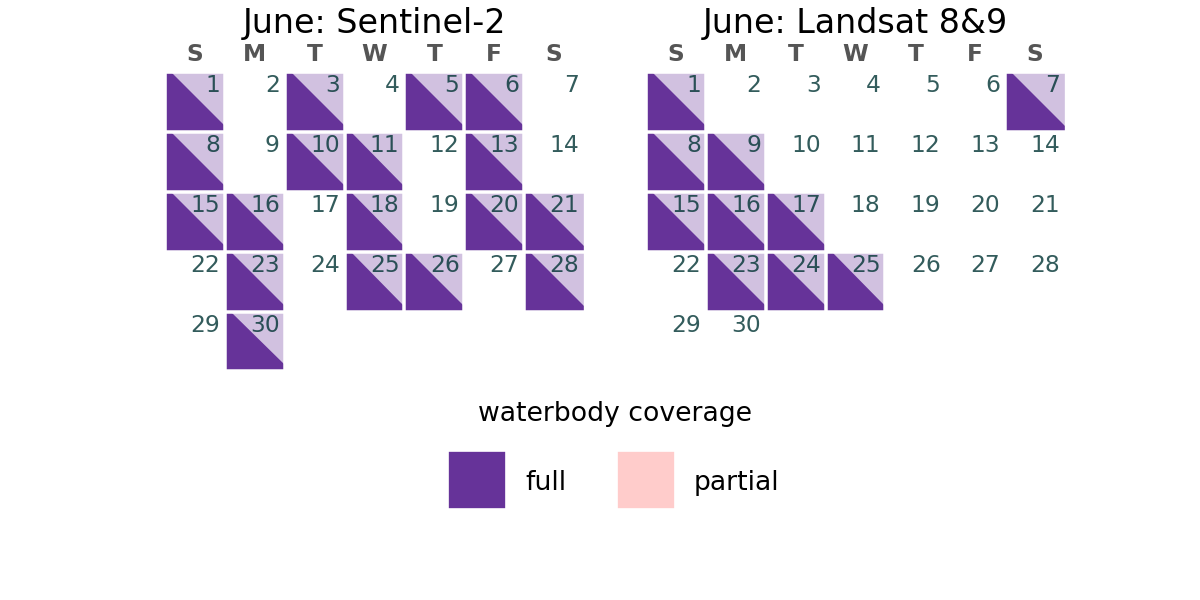 June: Sentinel-2
S M T W T F S
1 2 3 4 5 6 7
8 9 10 11 12 13 14
15 16 17 18 19 20 21
22 23 24 25 26 27 28
29 30
June: Landsat 8&9
S M T W T F S
1 2 3 4 5 6 7
8 9 10 11 12 13 14
15 16 17 18 19 20 21
22 23 24 25 26 27 28
29 30
waterbody coverage
full partial